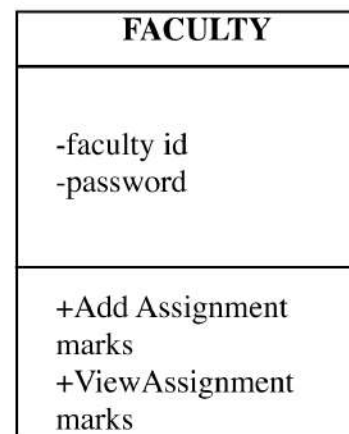 FACULTY
-faculty id
-password
+Add Assignment
marks
+ViewAssignment
marks